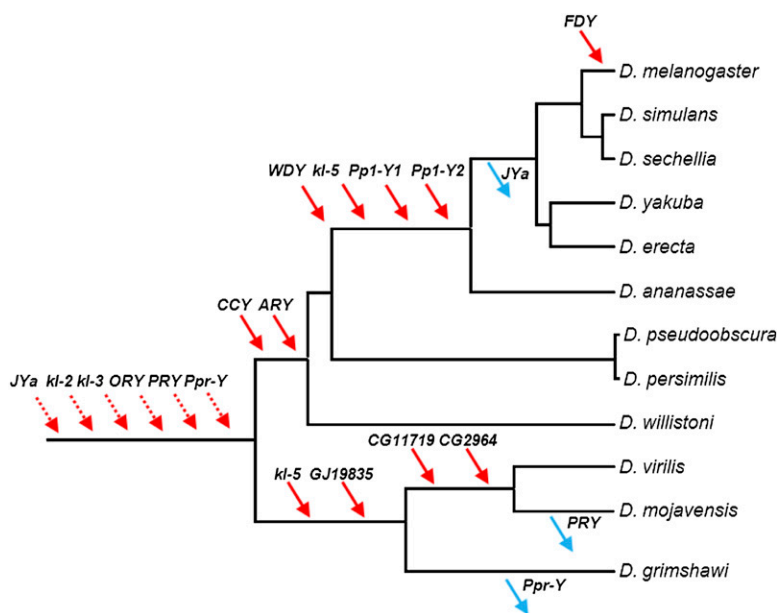 FDY
D. melanogaster
D. simulans
WDY kl-5 Pp1-Y1 Pp1-Y2
JYa
D. sechellia
D. yakuba
D. erecta
D. ananassae
CCY ARY
D. pseudoobscura
JYa kl-2 kl-3 ORY PRY Ppr-Y
D. persimilis
D. willistoni
CG11719 CG2964
kl-5 GJ19835
D. virilis
D. mojavensis
PRY
D. grimshawi
Ppr-Y